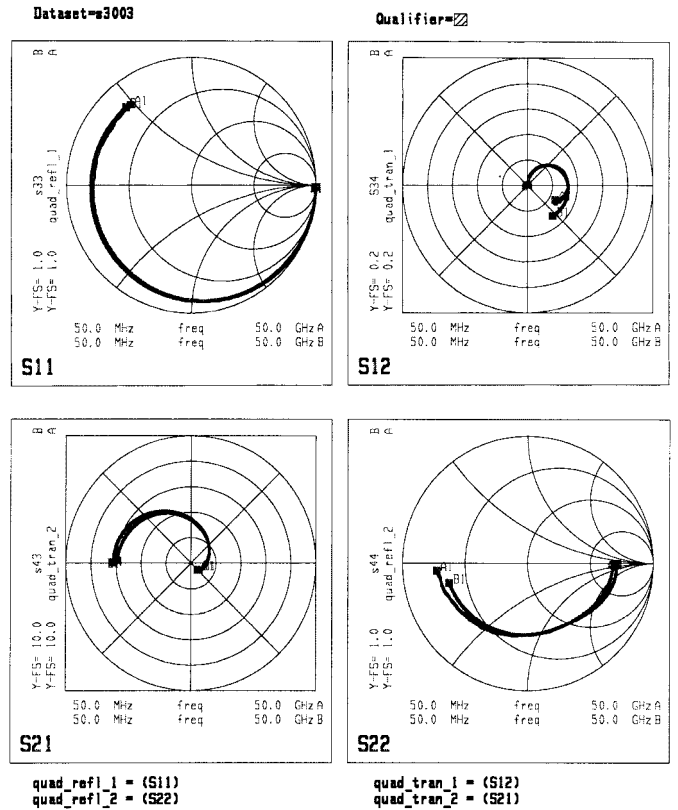 Dataset=s3003
Qualifier=
B A
Y-FS= 1.0 s33
Y-FS= 1.0 quad_refl_1
B1
50.0 MHz freq 50.0 GHz A
50.0 MHz freq 50.0 GHz B
S11
B A
Y-FS= 0.2 S34
Y-FS= 0.2 quad_tran_1
50.0 MHz freq 50.0 GHz A
50.0 MHz freq 50.0 GHz B
S12
B A
Y-FS= 10.0 s43
Y-FS= 10.0 quad_tran_2
50.0 MHz freq 50.0 GHz A
50.0 MHz freq 50.0 GHz B
S21
B A
Y-FS= 1.0 s44
Y-FS= 1.0 quad_refl_2
A1
B1
50.0 MHz freq 50.0 GHz A
50.0 MHz freq 50.0 GHz B
S22
quad_refl_1 = (S11)
quad_refl_2 = (S22)
quad_tran_1 = (S12)
quad_tran_2 = (S21)